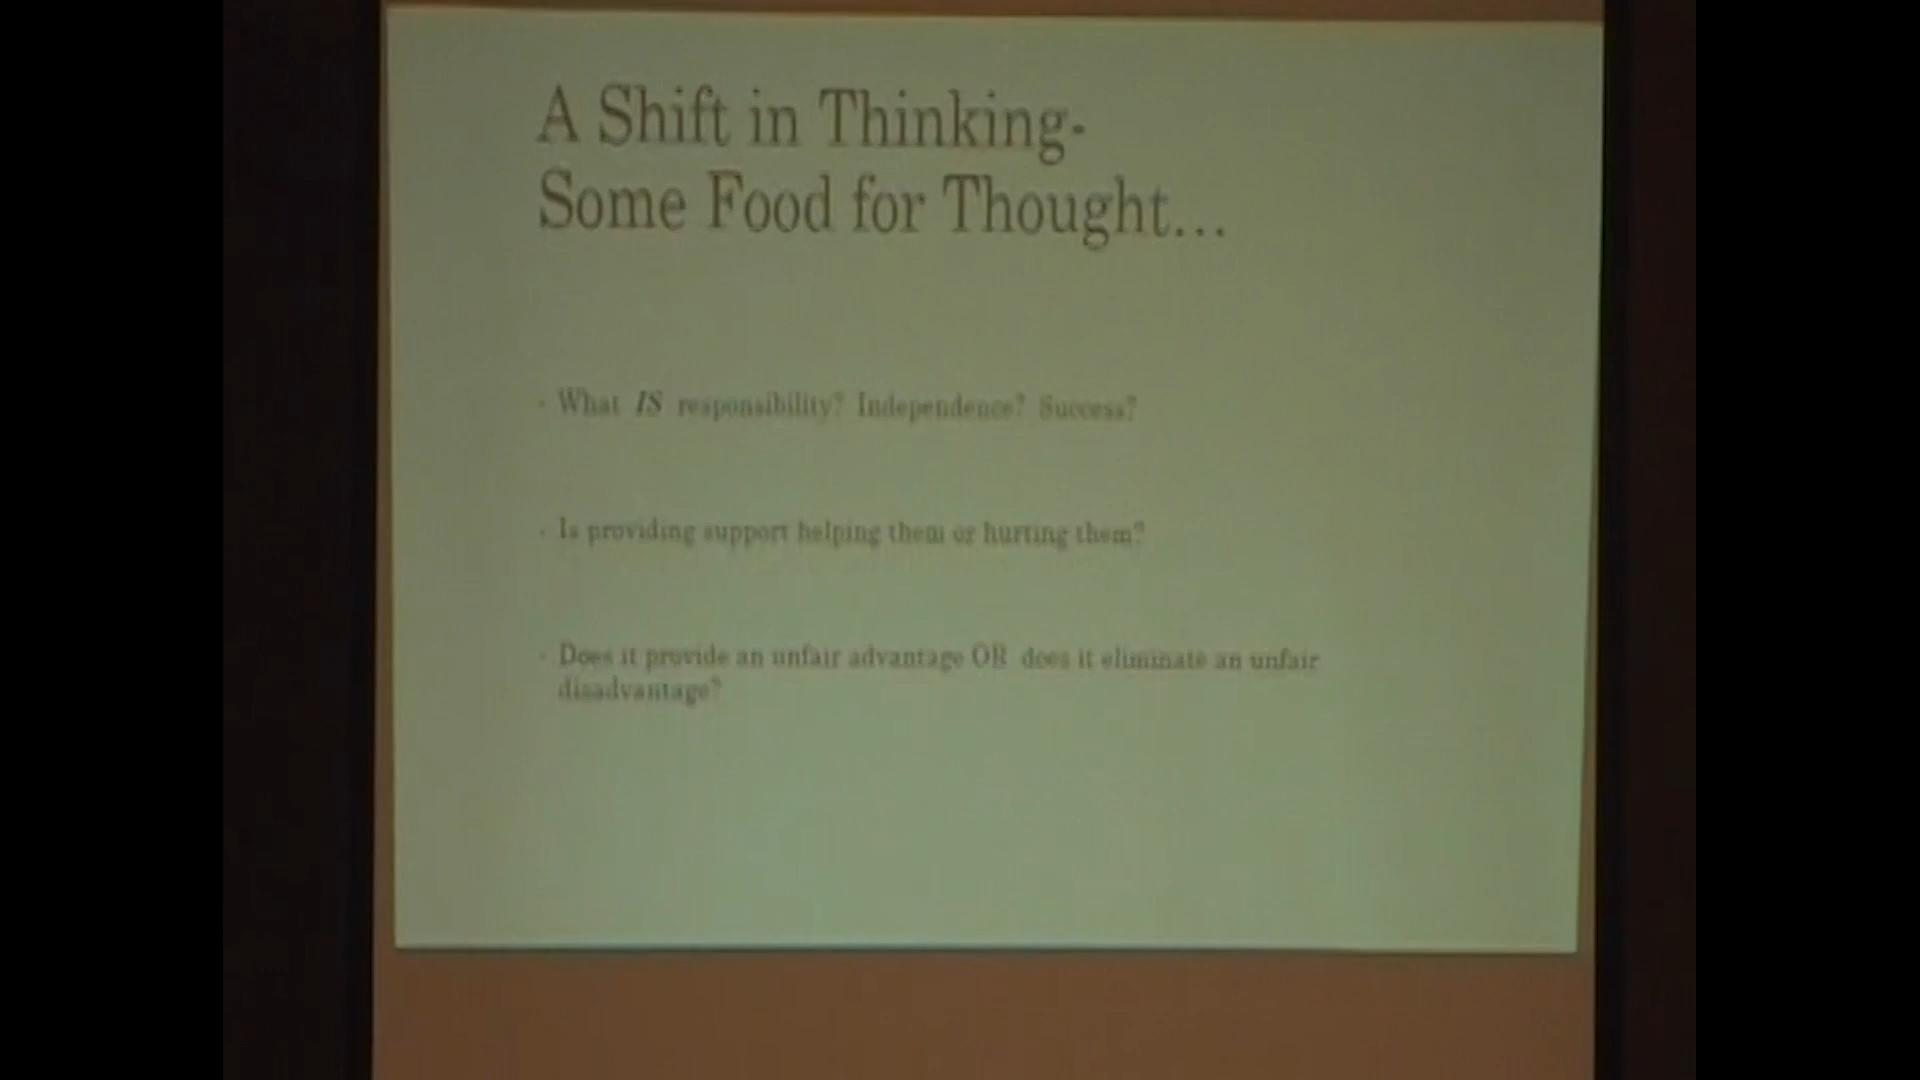 A Shift in Thinking-
Some Food for Thought...
· What IS responsibility? Independence? Success?
· Is providing support helping them or hurting them?
· Does it provide an unfair advantage OR does it eliminate an unfair
disadvantage?